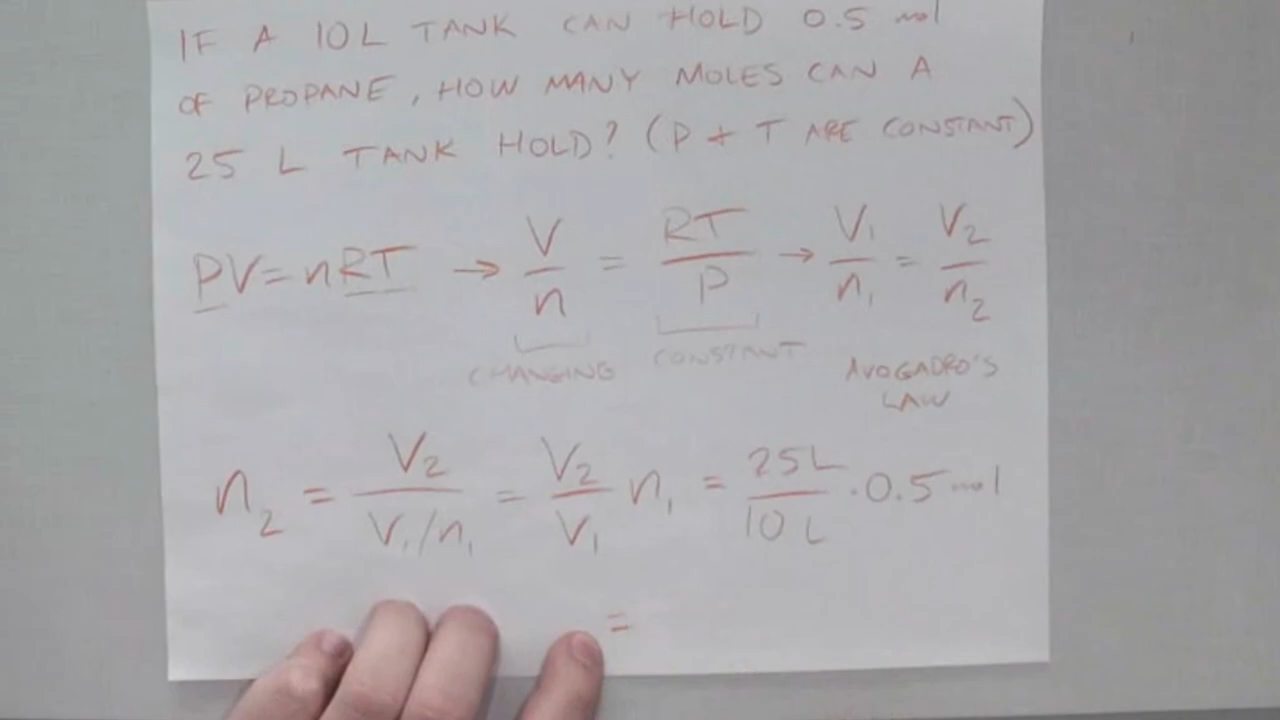 IF A 10L TANK CAN HOLD 0.5 mol
OF PROPANE, HOW MANY MOLES CAN A
25 L TANK HOLD? (P + T ARE CONSTANT)
PV=nRT → V/n = RT/P → V₁/n₁ = V₂/n₂
CHANGING CONSTANT AVOGADRO'S
LAW
n₂ = V₂/(V₁/n₁) = V₂/V₁ n₁ = 25L/10 L · 0.5 mol
=